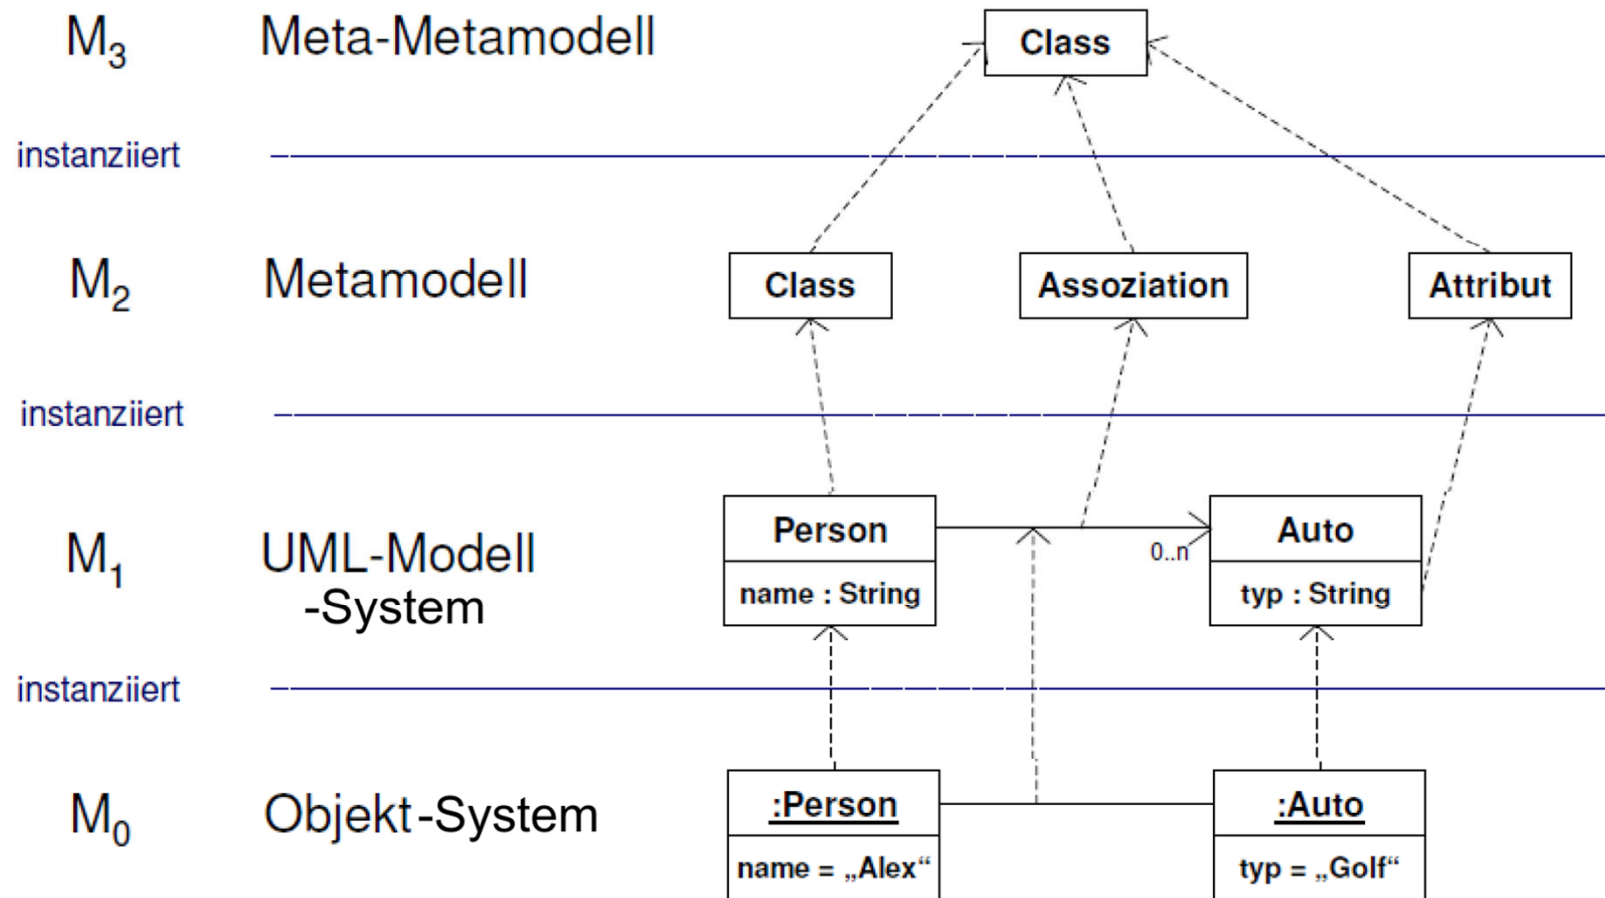 M3 Meta-Metamodell Class
instanziiert
M2 Metamodell Class Assoziation Attribut
instanziiert
M1 UML-Modell
-System
Person Auto
0..n
name : String typ : String
instanziiert
M0 Objekt-System :Person :Auto
name = „Alex“ typ = „Golf“